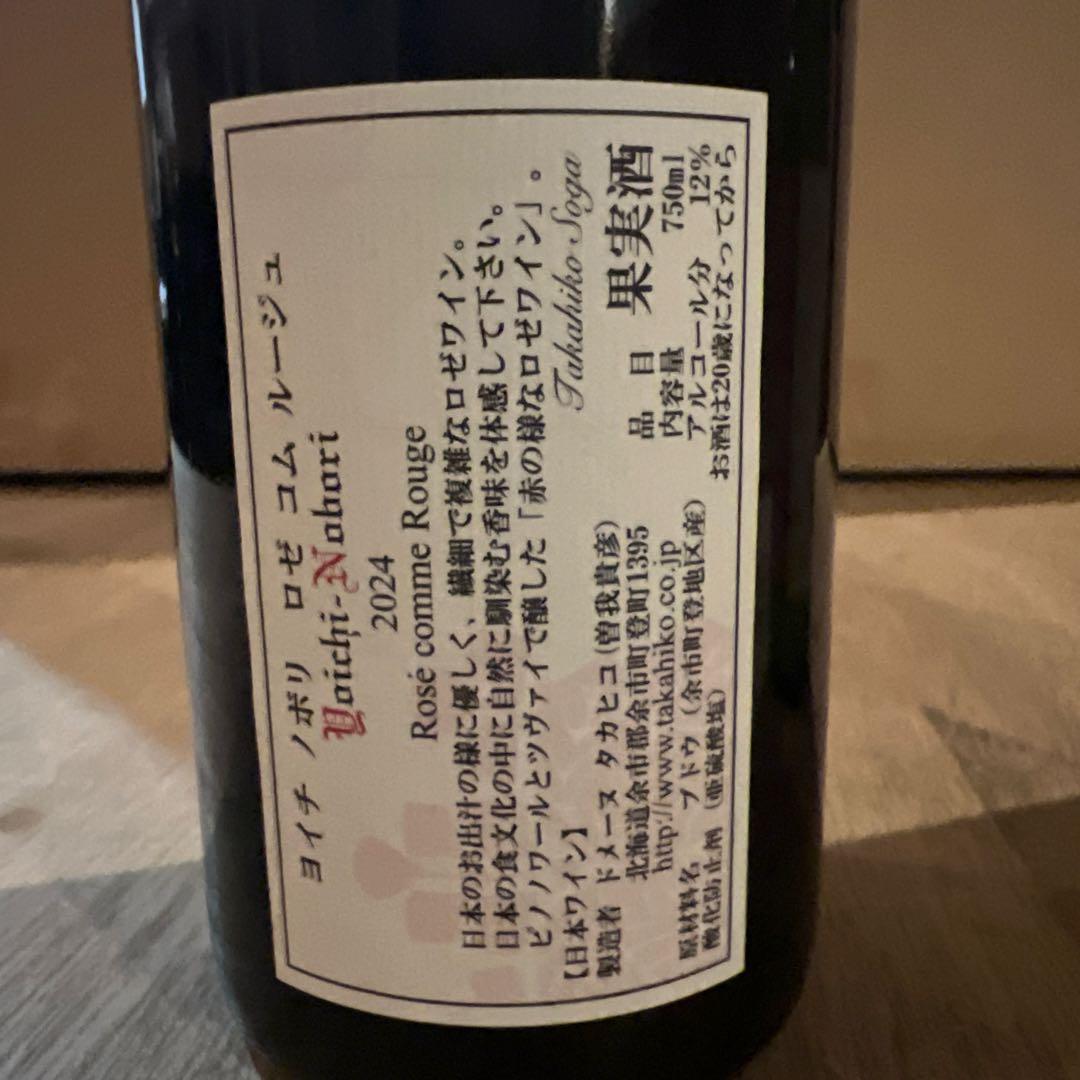 ヨイチ ノボリ ロゼ コム ルージュ
Yoichi-Nobori
2024
Rosé comme Rouge
日本のお出汁の様に優しく、繊細で複雑なロゼワイン。
日本の食文化の中に自然に馴染む香味を体感して下さい。
ピノノワールとツヴァイで醸した「赤の様なロゼワイン」。
Takahiko Soga
【日本ワイン】
製造者 ドメーヌ タカヒコ(曽我貴彦)
北海道余市郡余市町登町1395
http://www.takahiko.co.jp
原材料名 ブドウ(余市町登地区産)
酸化防止剤(亜硫酸塩)
品目 果実酒
内容量 750ml
アルコール分 12%
お酒は20歳になってから